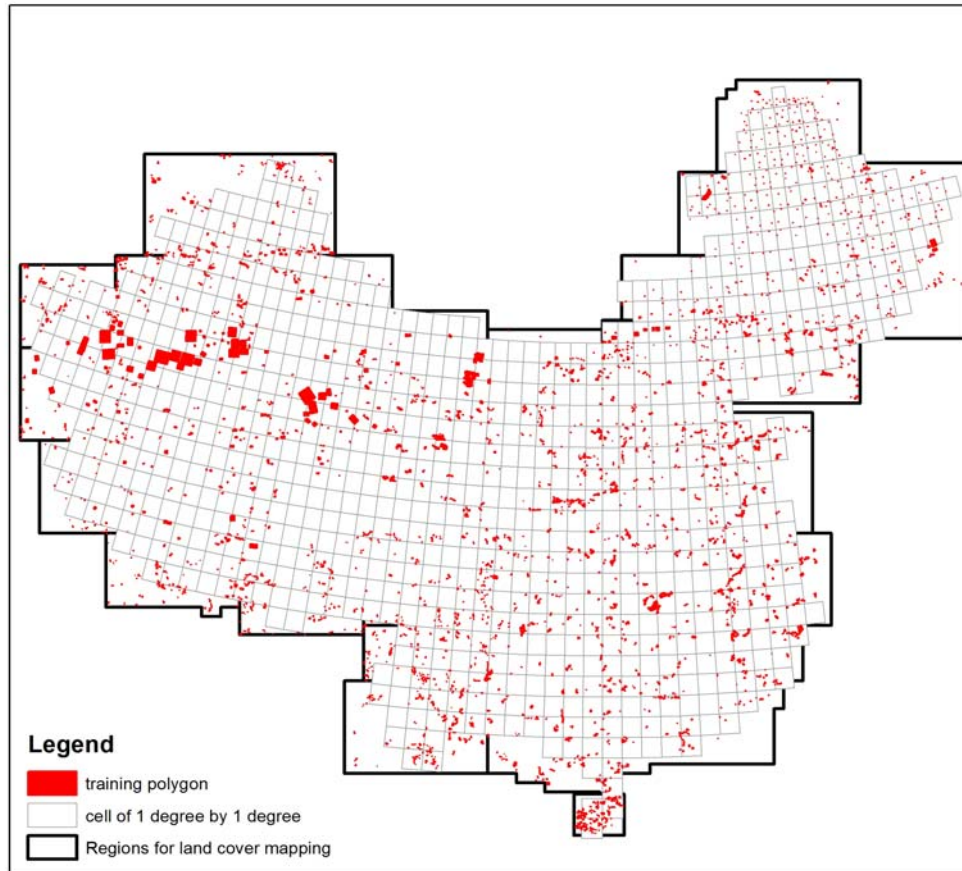 Legend
training polygon
cell of 1 degree by 1 degree
Regions for land cover mapping